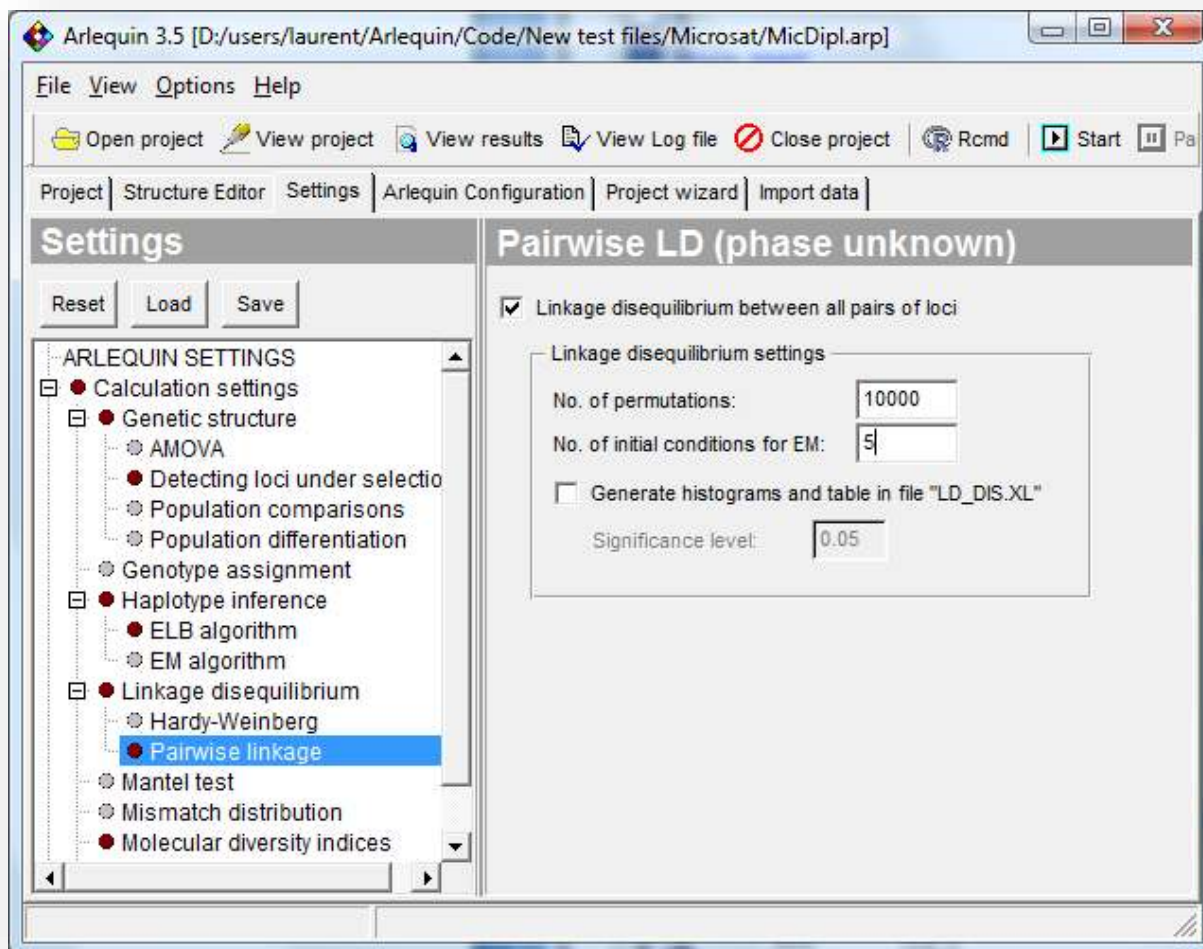 Arlequin 3.5 [D:/users/laurent/Arlequin/Code/New test files/Microsat/MicDipl.arp]
File View Options Help
Open project View project View results View Log file Close project Rcmd Start Pa
Project Structure Editor Settings Arlequin Configuration Project wizard Import data
Settings
Reset Load Save
ARLEQUIN SETTINGS
Calculation settings
Genetic structure
AMOVA
Detecting loci under selectio
Population comparisons
Population differentiation
Genotype assignment
Haplotype inference
ELB algorithm
EM algorithm
Linkage disequilibrium
Hardy-Weinberg
Pairwise linkage
Mantel test
Mismatch distribution
Molecular diversity indices
Pairwise LD (phase unknown)
Linkage disequilibrium between all pairs of loci
Linkage disequilibrium settings
No. of permutations: 10000
No. of initial conditions for EM: 5
Generate histograms and table in file "LD_DIS.XL"
Significance level: 0.05